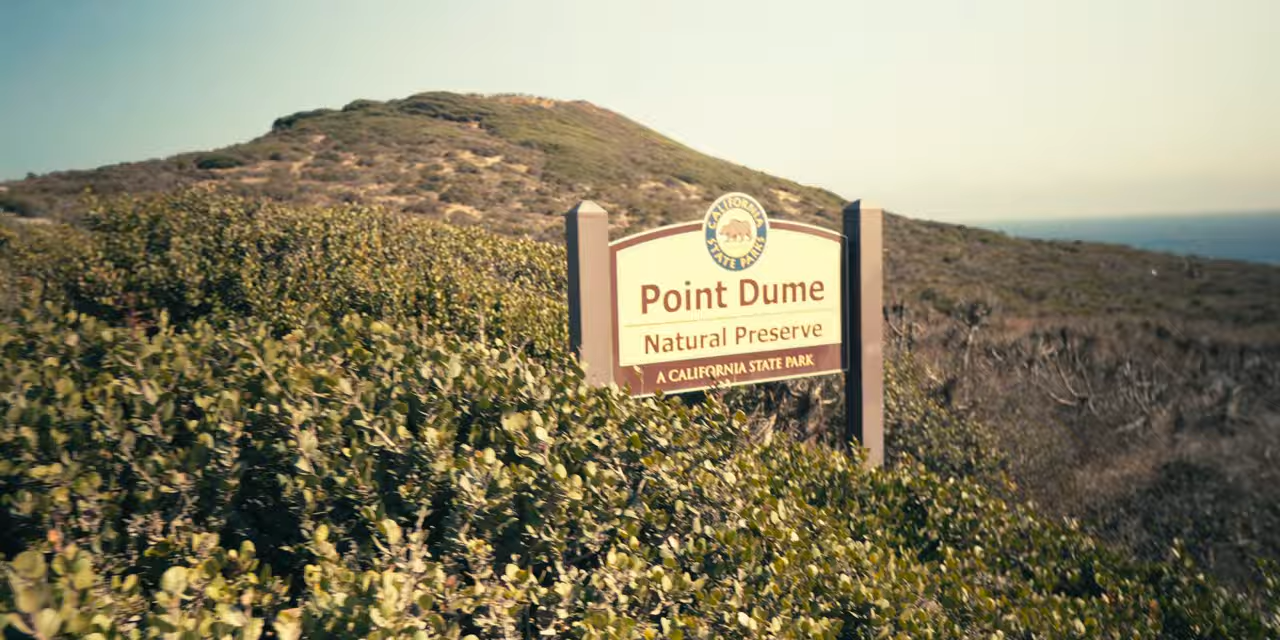 CALIFORNIA
STATE PARKS
Point Dume
Natural Preserve
A CALIFORNIA STATE PARK